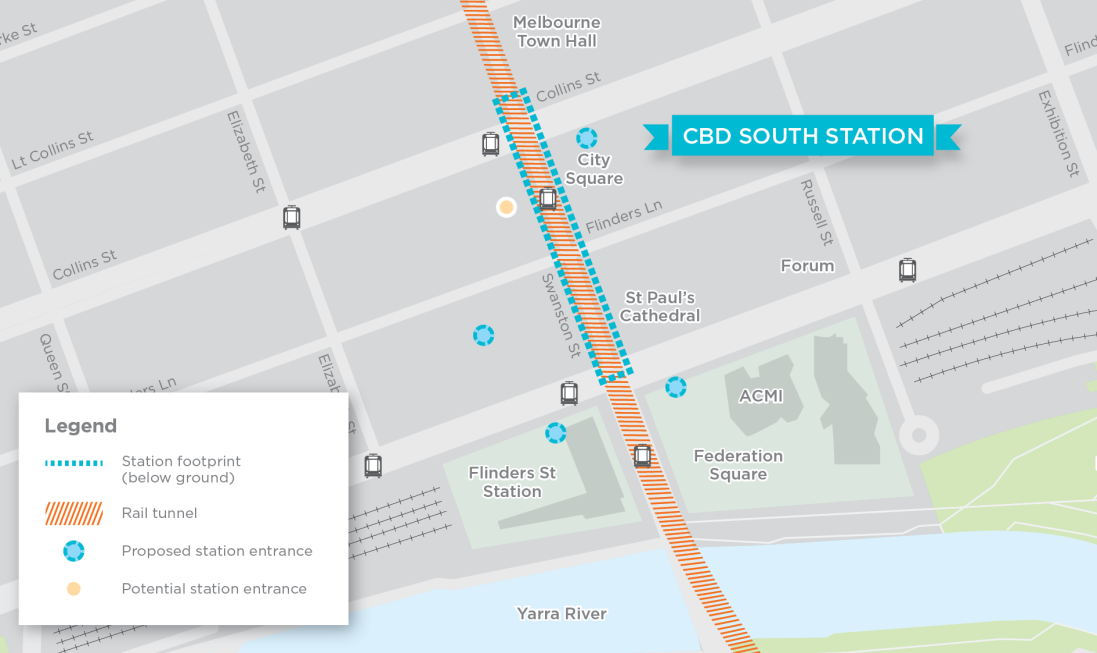 Melbourne
Town Hall
Collins St
Lt Collins St
Elizabeth St
Exhibition St
CBD SOUTH STATION
City
Square
Flinders Ln
Russell St
Forum
Collins St
Swanston St
St Paul's
Cathedral
Queen S
ACMI
Federation
Square
Flinders St
Station
Legend
Station footprint
(below ground)
Rail tunnel
Proposed station entrance
Potential station entrance
Yarra River